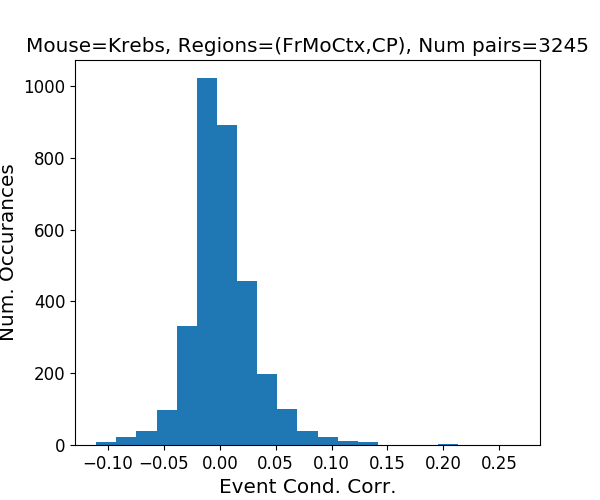 Mouse=Krebs, Regions=(FrMoCtx,CP), Num pairs=3245
Num. Occurances
1000
800
600
400
200
0
−0.10 −0.05 0.00 0.05 0.10 0.15 0.20 0.25
Event Cond. Corr.